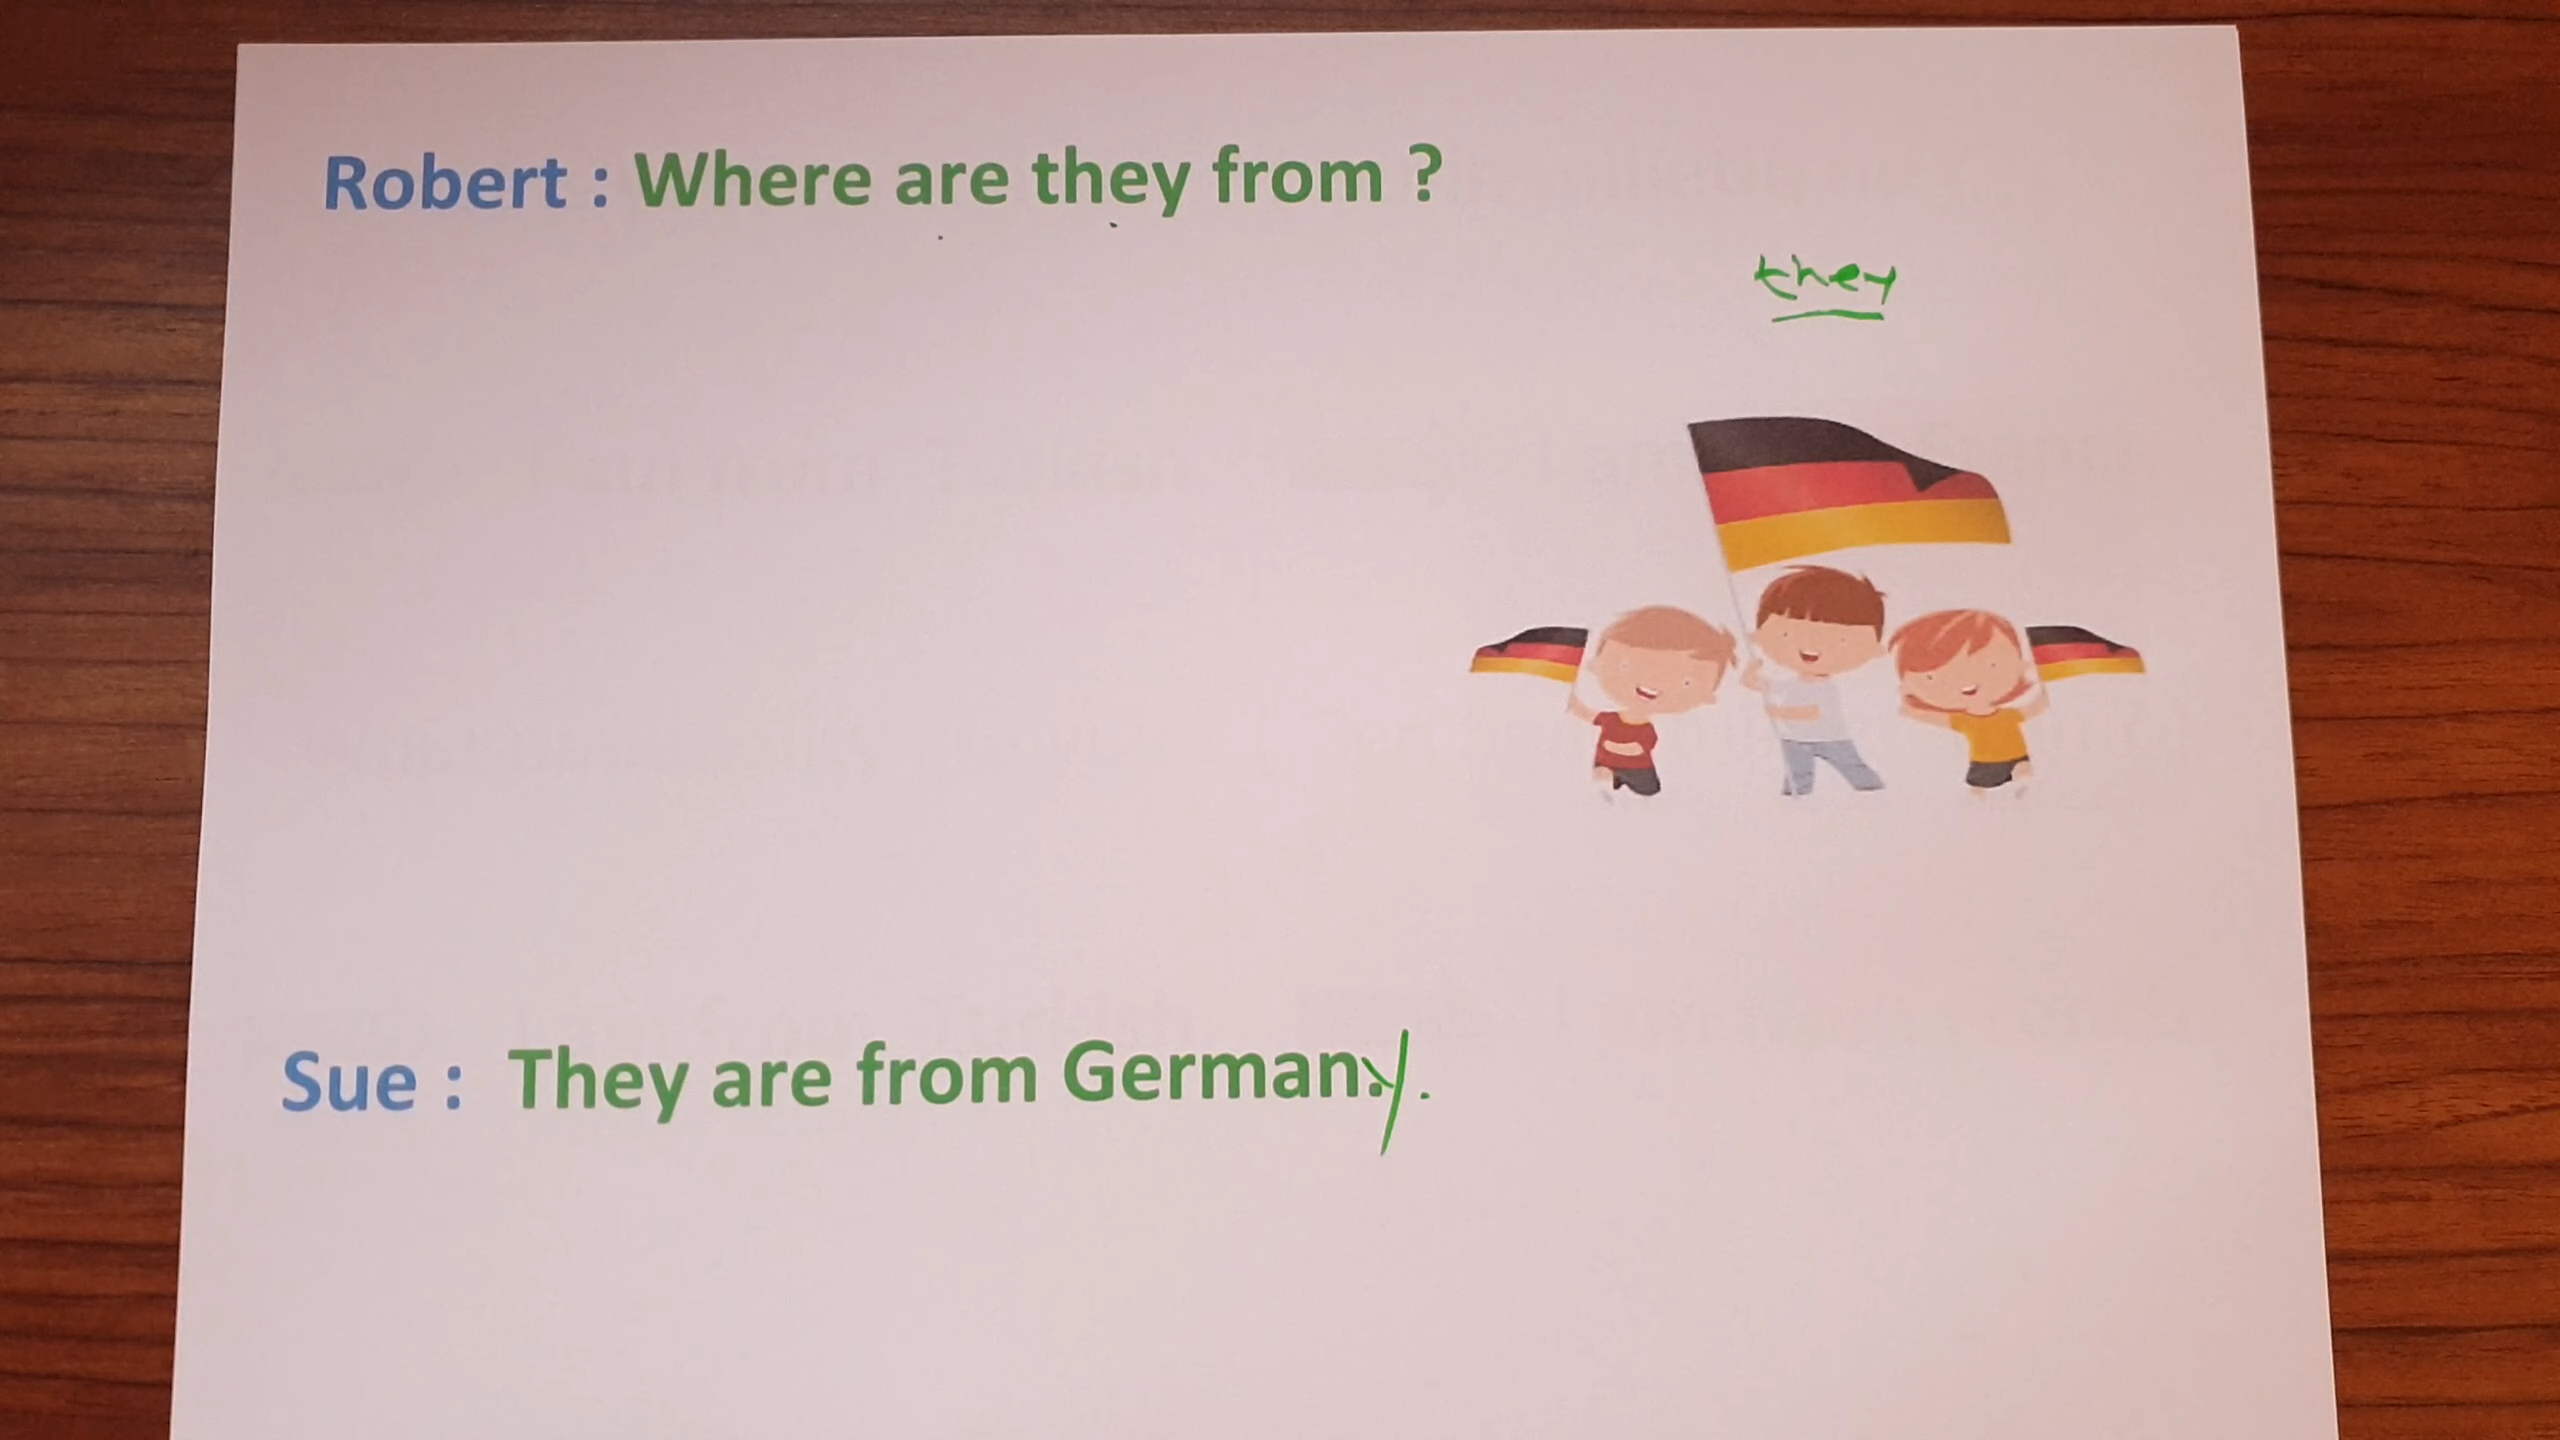 Robert : Where are they from ?
they
Sue : They are from Germany.